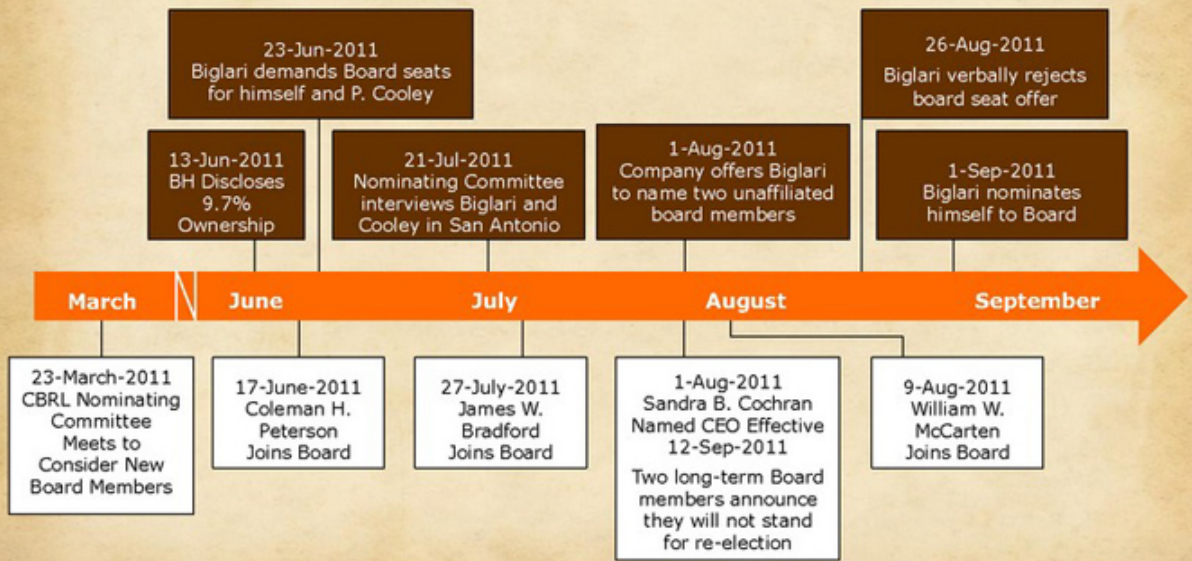 23-Jun-2011
Biglari demands Board seats
for himself and P. Cooley
26-Aug-2011
Biglari verbally rejects
board seat offer
13-Jun-2011
BH Discloses
9.7%
Ownership
21-Jul-2011
Nominating Committee
interviews Biglari and
Cooley in San Antonio
1-Aug-2011
Company offers Biglari
to name two unaffiliated
board members
1-Sep-2011
Biglari nominates
himself to Board
March
June
July
August
September
23-March-2011
CBRL Nominating
Committee
Meets to
Consider New
Board Members
17-June-2011
Coleman H.
Peterson
Joins Board
27-July-2011
James W.
Bradford
Joins Board
1-Aug-2011
Sandra B. Cochran
Named CEO Effective
12-Sep-2011
Two long-term Board
members announce
they will not stand
for re-election
9-Aug-2011
William W.
McCarten
Joins Board